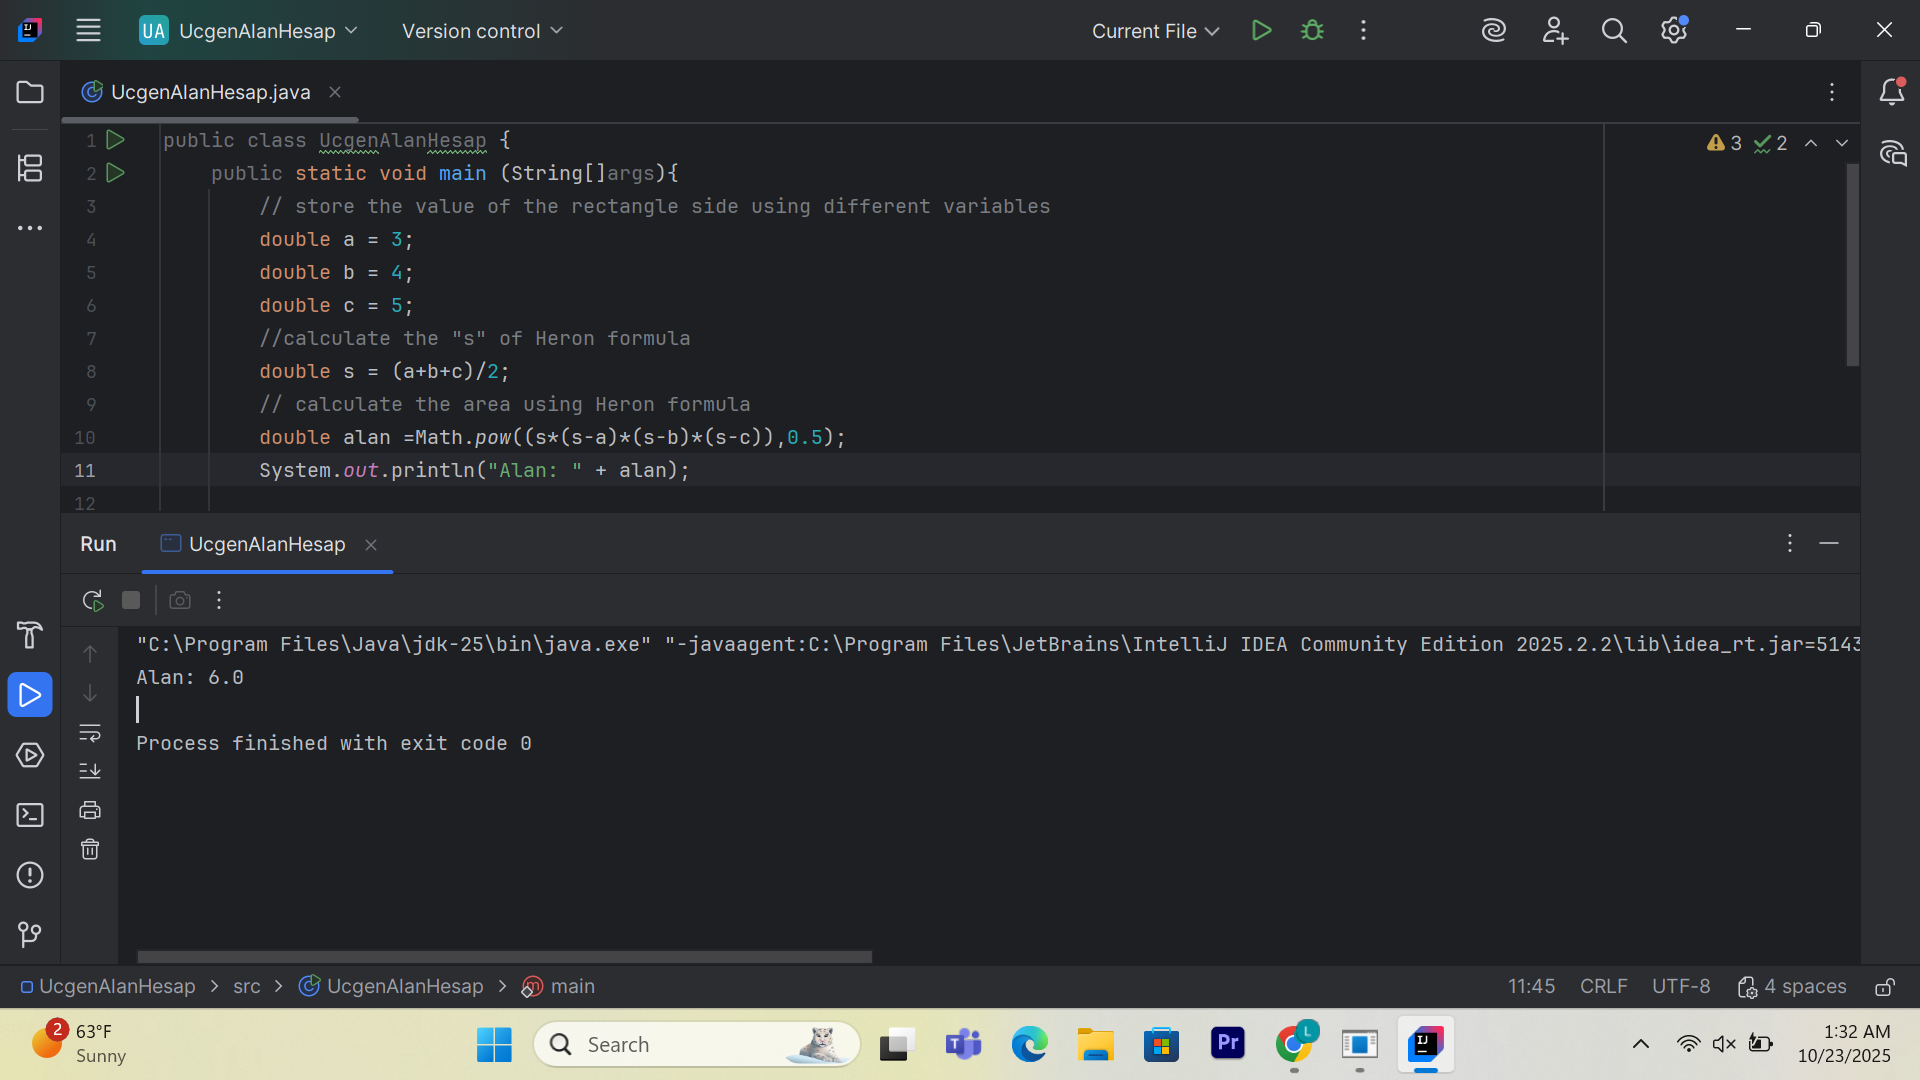 UA UcgenAlanHesap Version control Current File
UcgenAlanHesap.java
1 public class UcgenAlanHesap { 3 2
2 public static void main (String[]args){
3 // store the value of the rectangle side using different variables
4 double a = 3;
5 double b = 4;
6 double c = 5;
7 //calculate the "s" of Heron formula
8 double s = (a+b+c)/2;
9 // calculate the area using Heron formula
10 double alan =Math.pow((s*(s-a)*(s-b)*(s-c)),0.5);
11 System.out.println("Alan: " + alan);
12
Run UcgenAlanHesap
"C:\Program Files\Java\jdk-25\bin\java.exe" "-javaagent:C:\Program Files\JetBrains\IntelliJ IDEA Community Edition 2025.2.2\lib\idea_rt.jar=5143
Alan: 6.0
Process finished with exit code 0
UcgenAlanHesap > src > UcgenAlanHesap > main 11:45 CRLF UTF-8 4 spaces
2 63°F
Sunny
Search
T
Pr
L
IJ
1:32 AM
10/23/2025